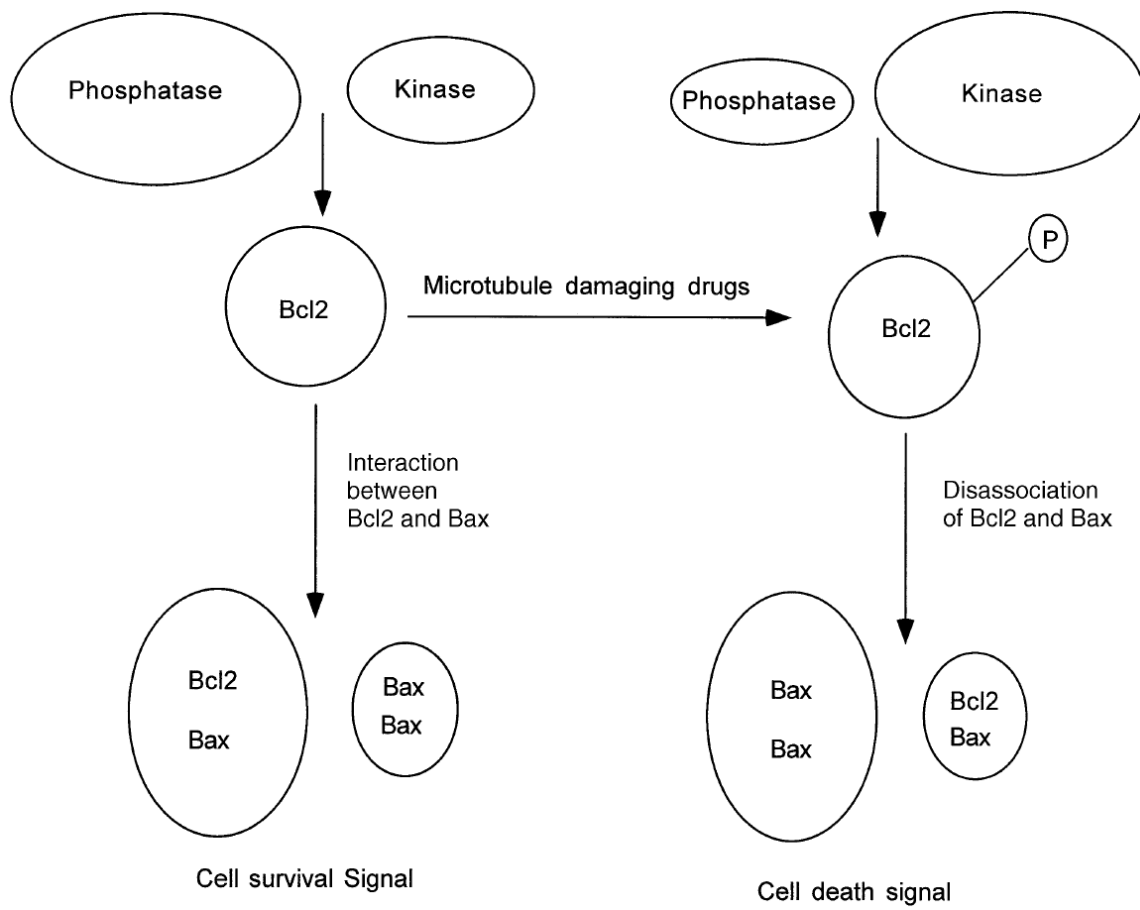 Phosphatase
Kinase
Phosphatase
Kinase
P
Bcl2
Microtubule damaging drugs
Bcl2
Interaction
between
Bcl2 and Bax
Disassociation
of Bcl2 and Bax
Bcl2
Bax
Bax
Bax
Bax
Bax
Bcl2
Bax
Cell survival Signal
Cell death signal